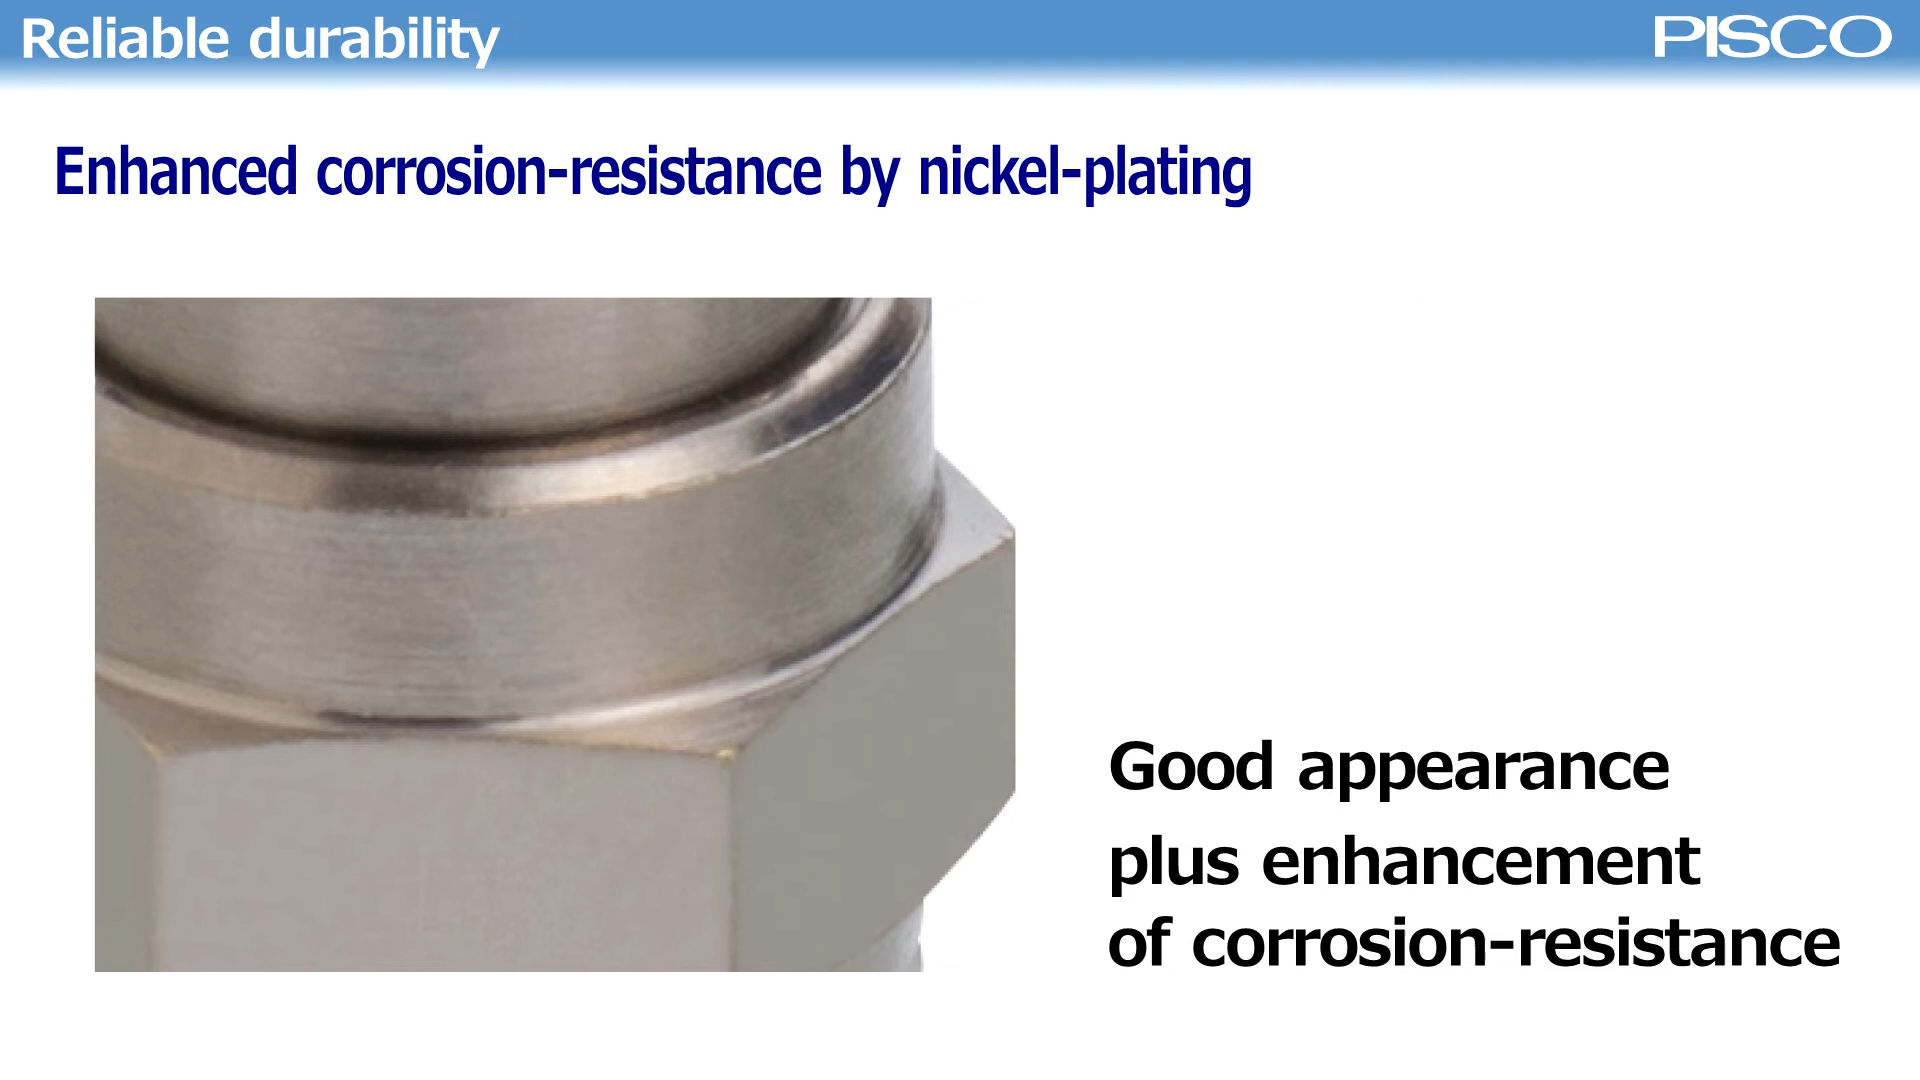 Reliable durability
PISCO
Enhanced corrosion-resistance by nickel-plating
Good appearance
plus enhancement
of corrosion-resistance